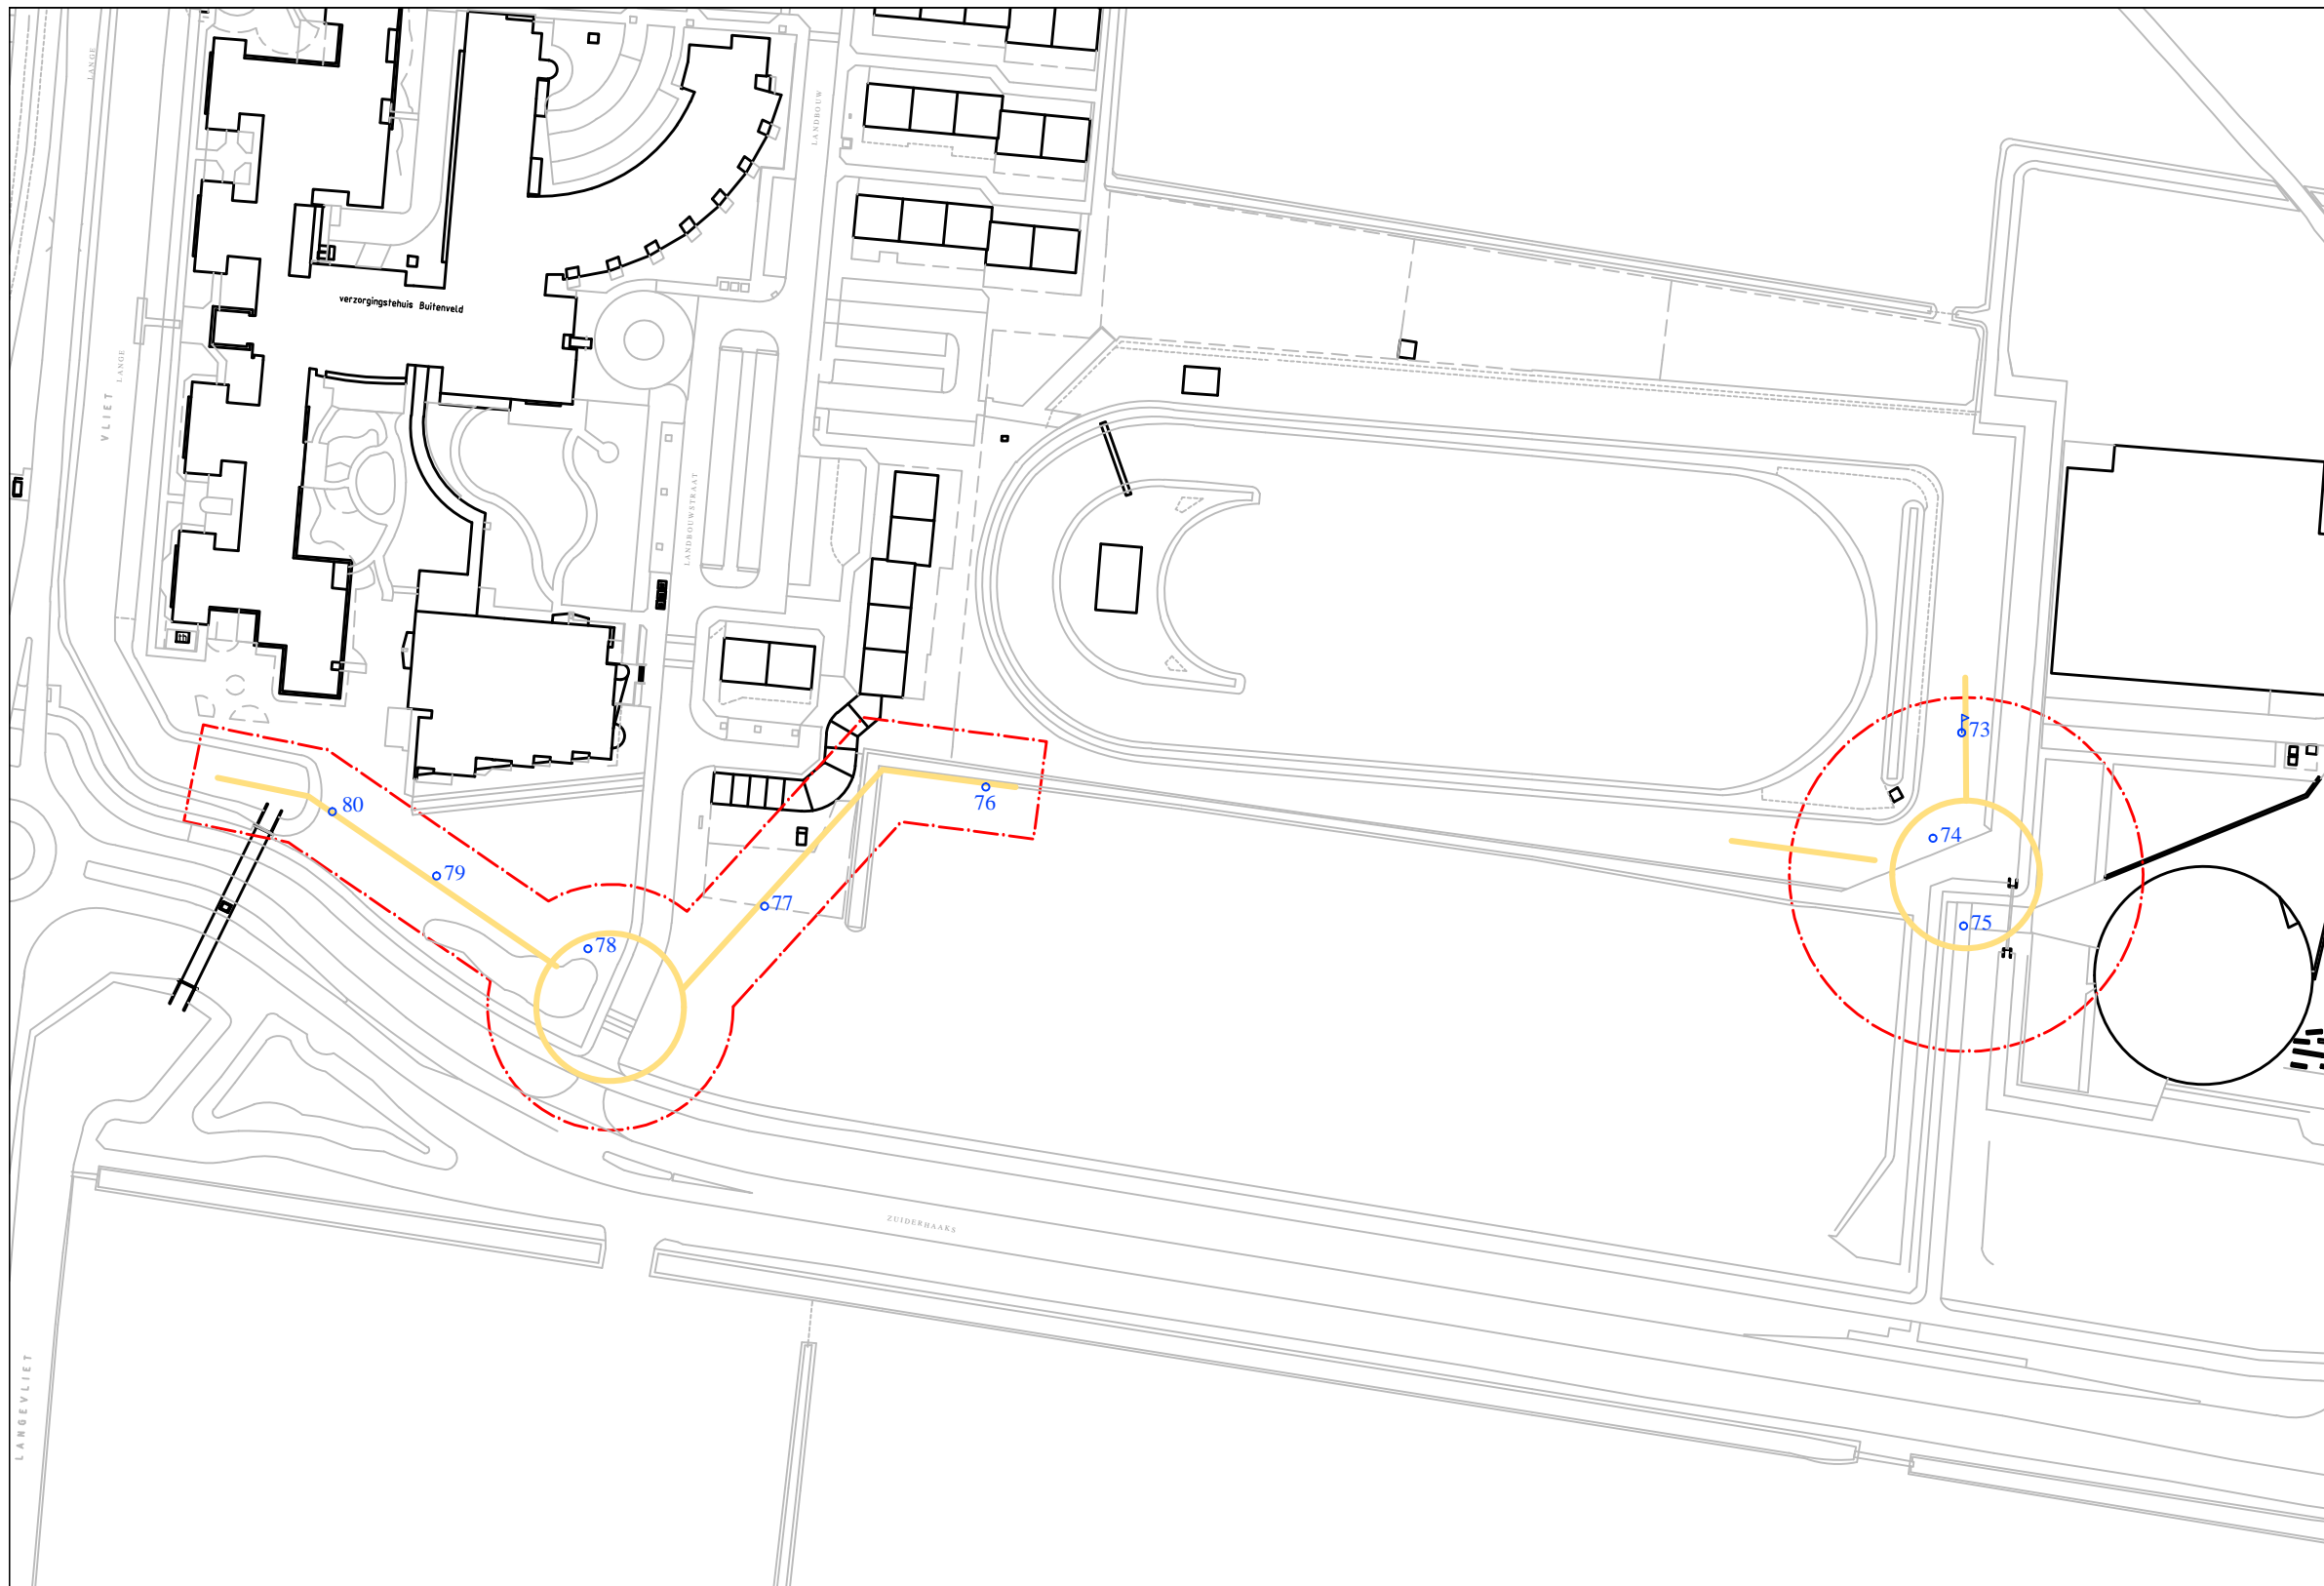 LANGE
LANDBOUW
verzorgingstehuis Buitenveld
LANGE
VLIET
LANDBOUWSTRAAT
73
80
76
74
79
77
75
78
ZUIDERHAAKS
LANGEVLIET